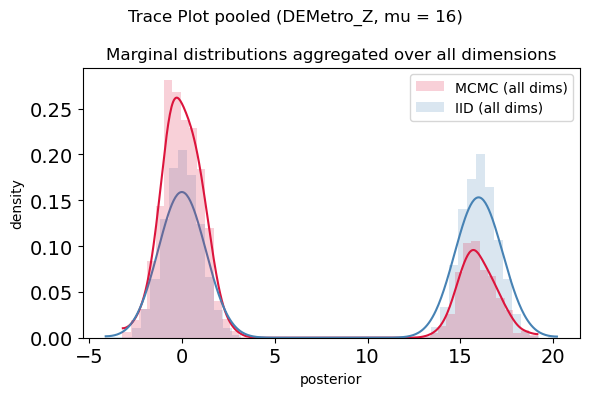 Trace Plot pooled (DEMetro_Z, mu = 16)
Marginal distributions aggregated over all dimensions
MCMC (all dims)
IID (all dims)
density
0.25
0.20
0.15
0.10
0.05
0.00
−5
0
5
10
15
20
posterior